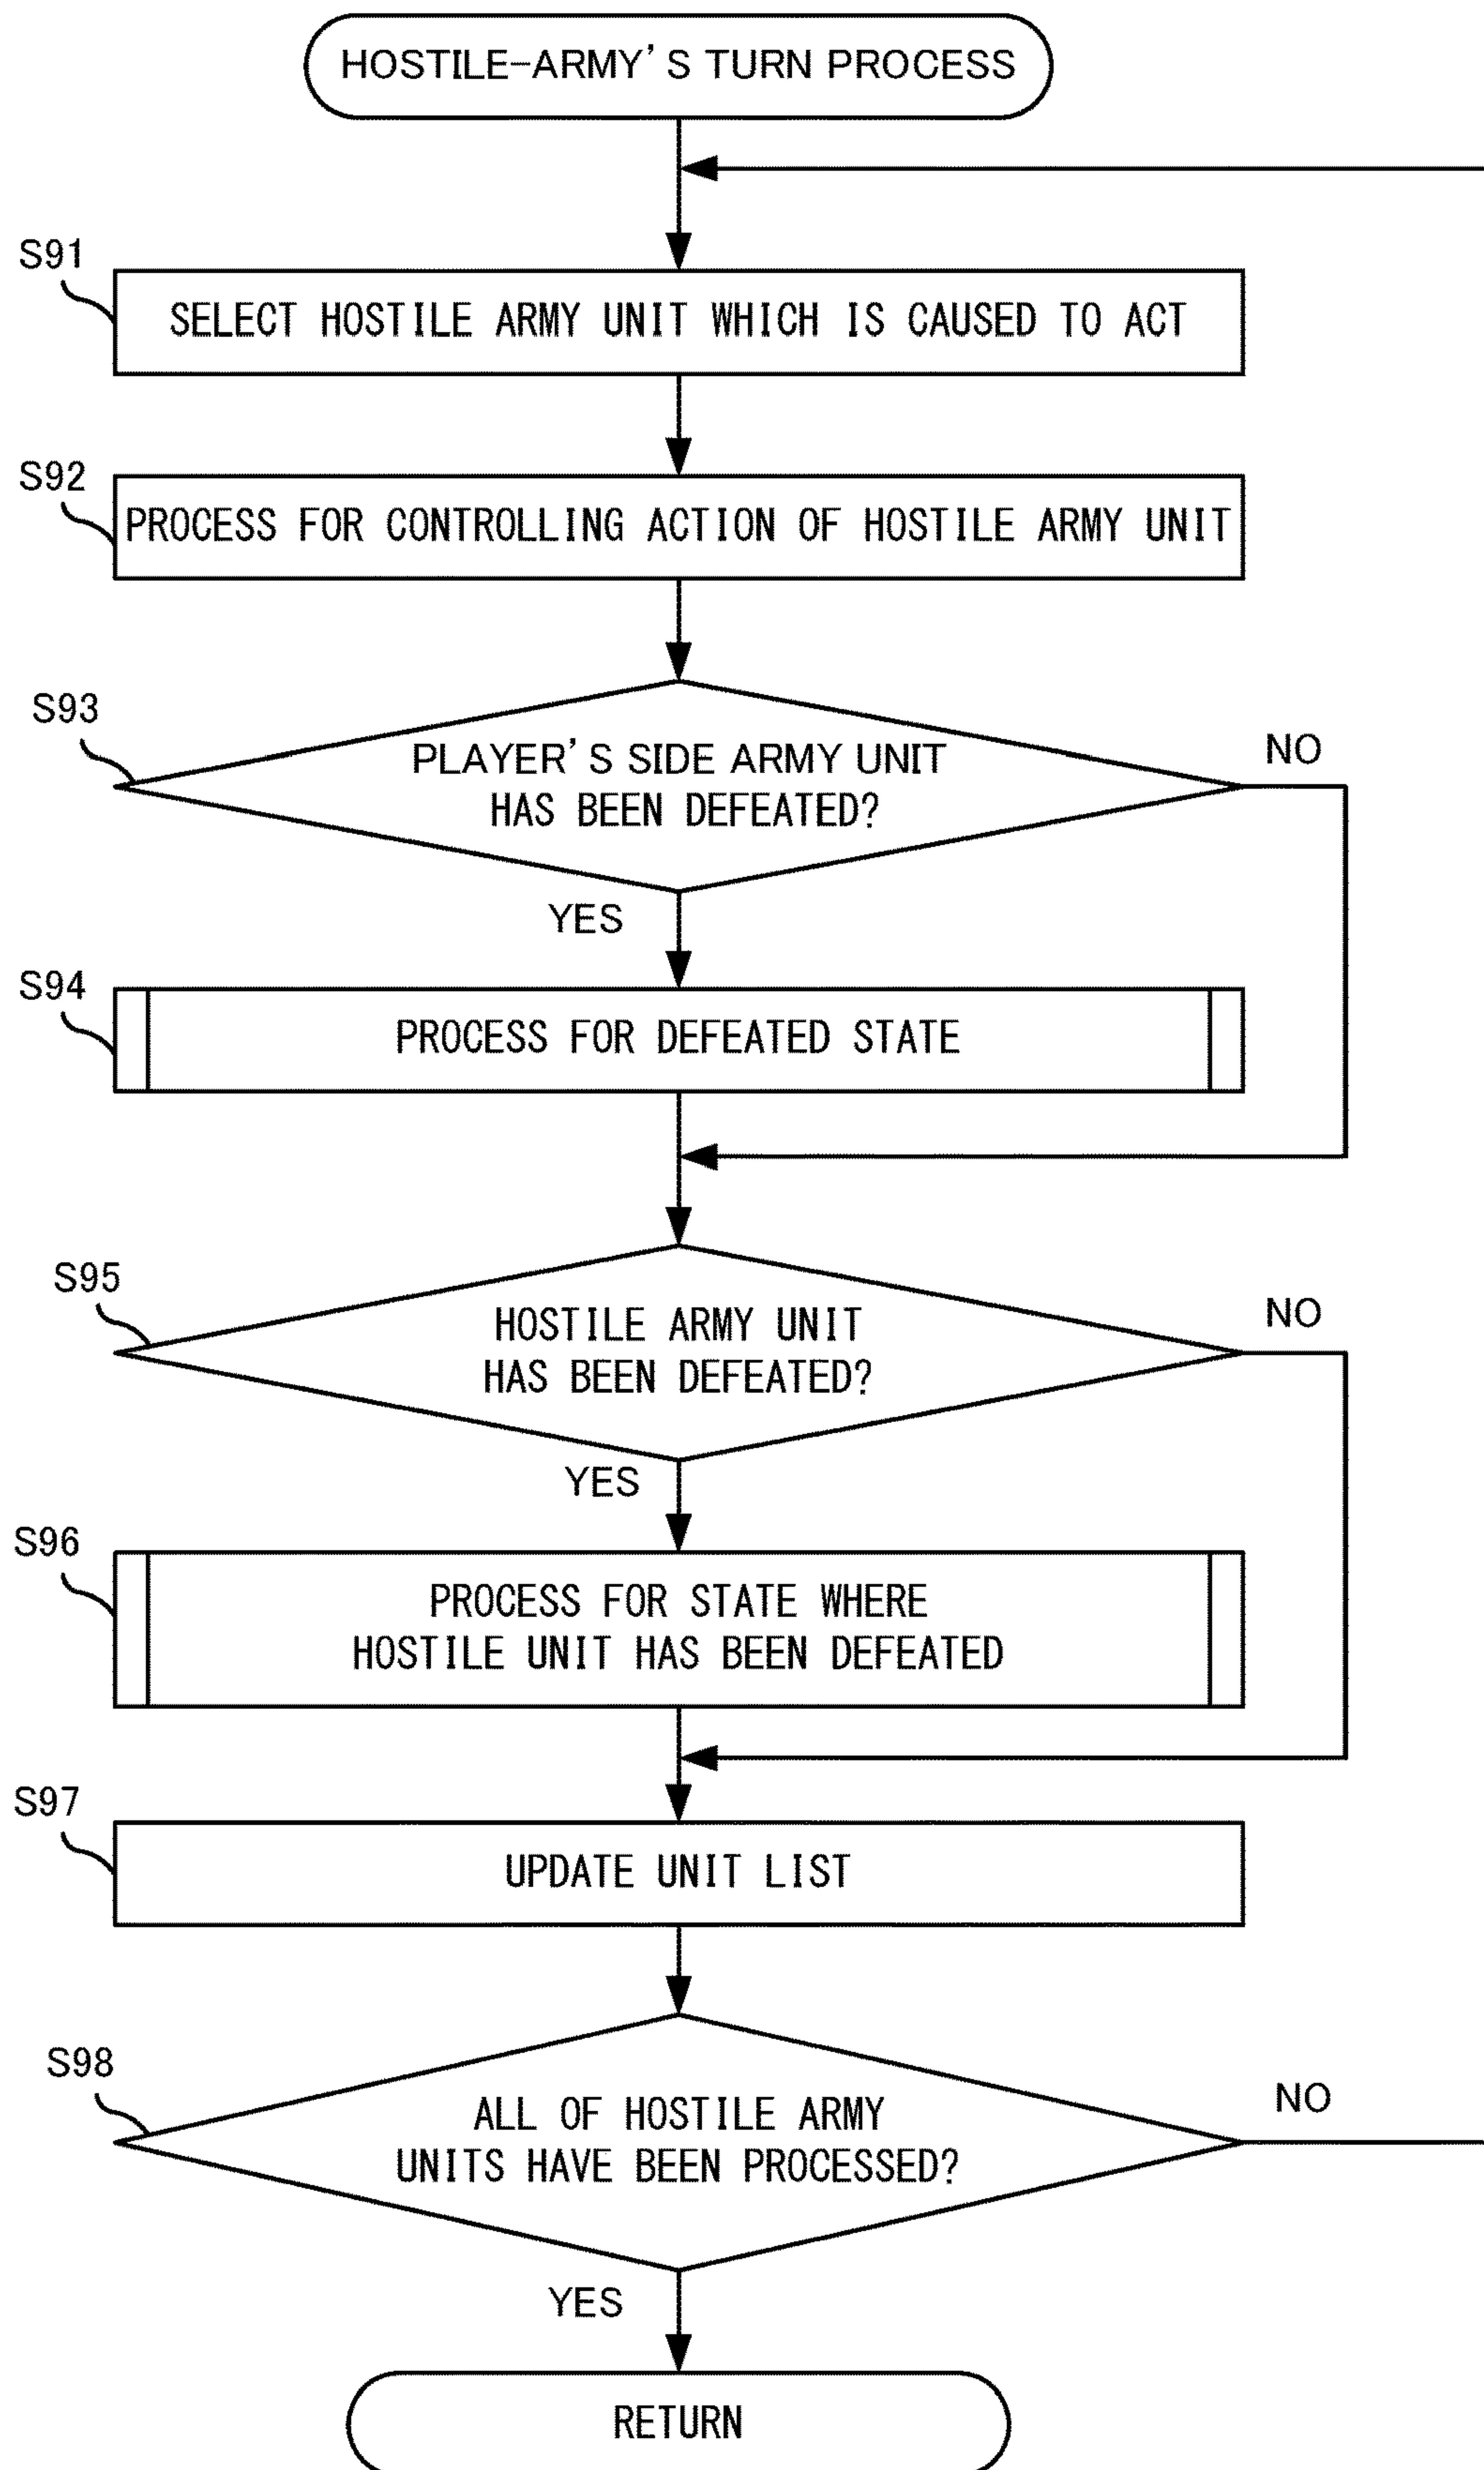 HOSTILE-ARMY'S TURN PROCESS
S91
SELECT HOSTILE ARMY UNIT WHICH IS CAUSED TO ACT
S92
PROCESS FOR CONTROLLING ACTION OF HOSTILE ARMY UNIT
S93
PLAYER'S SIDE ARMY UNIT
HAS BEEN DEFEATED?
NO
YES
S94
PROCESS FOR DEFEATED STATE
S95
HOSTILE ARMY UNIT
HAS BEEN DEFEATED?
NO
YES
S96
PROCESS FOR STATE WHERE
HOSTILE UNIT HAS BEEN DEFEATED
S97
UPDATE UNIT LIST
S98
ALL OF HOSTILE ARMY
UNITS HAVE BEEN PROCESSED?
NO
YES
RETURN